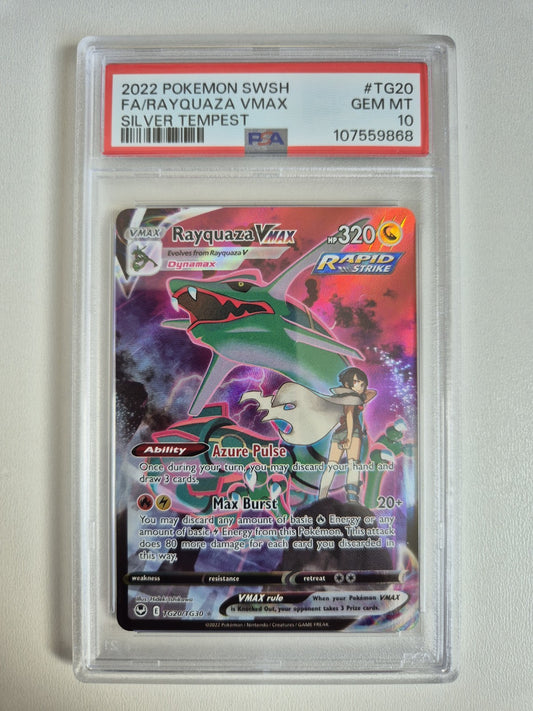 2022 POKEMON SWSH #TG20
FA/RAYQUAZA VMAX GEM MT
SILVER TEMPEST 10
PSA 107559868
VMAX Rayquaza VMAX HP 320
Evolves from Rayquaza V
Dynamax
RAPID
STRIKE
Ability Azure Pulse
Once during your turn, you may discard your hand and
draw 3 cards.
Max Burst 20+
You may discard any amount of basic Energy or any
amount of basic Energy from this Pokémon. This attack
does 80 more damage for each card you discarded in
this way.
weakness resistance retreat
Illus. Hideki Ishikawa
VMAX rule When your Pokémon VMAX
is Knocked Out, your opponent takes 3 Prize cards.
E TG20/TG30
©2022 Pokémon / Nintendo / Creatures / GAME FREAK